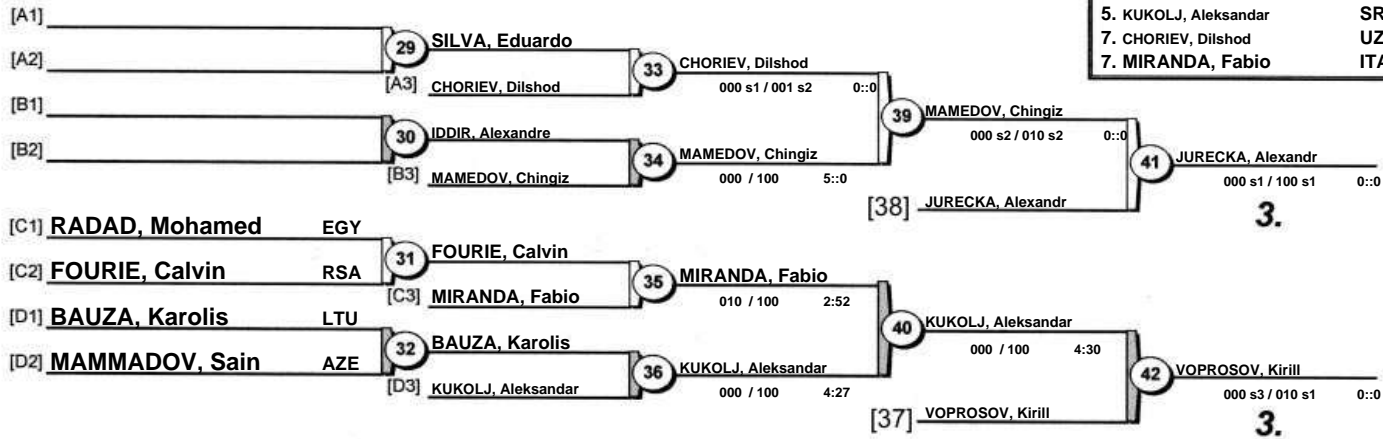 5. KUKOLJ, Aleksandar SR
7. CHORIEV, Dilshod UZ
7. MIRANDA, Fabio ITA
[A1]
[A2]
29 SILVA, Eduardo
[A3] CHORIEV, Dilshod
33 CHORIEV, Dilshod
000 s1 / 001 s2 0::0
[B1]
[B2]
30 IDDIR, Alexandre
[B3] MAMEDOV, Chingiz
34 MAMEDOV, Chingiz
000 / 100 5::0
39 MAMEDOV, Chingiz
000 s2 / 010 s2 0::0
[38] JURECKA, Alexandr
41 JURECKA, Alexandr
000 s1 / 100 s1 0::0
3.
[C1] RADAD, Mohamed EGY
[C2] FOURIE, Calvin RSA
31 FOURIE, Calvin
[C3] MIRANDA, Fabio
35 MIRANDA, Fabio
010 / 100 2:52
[D1] BAUZA, Karolis LTU
[D2] MAMMADOV, Sain AZE
32 BAUZA, Karolis
[D3] KUKOLJ, Aleksandar
36 KUKOLJ, Aleksandar
000 / 100 4:27
40 KUKOLJ, Aleksandar
000 / 100 4:30
[37] VOPROSOV, Kirill
42 VOPROSOV, Kirill
000 s3 / 010 s1 0::0
3.